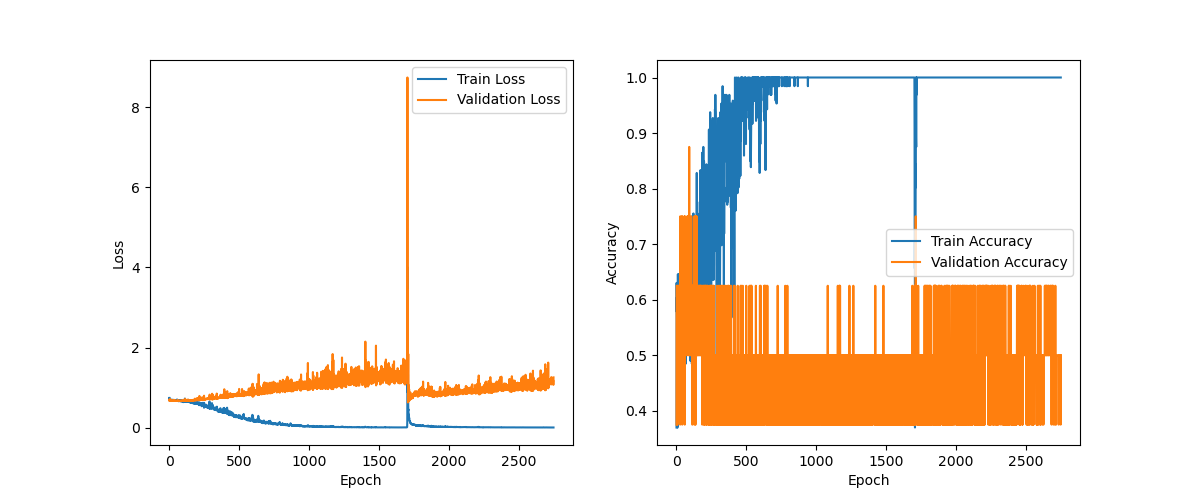 Train Loss
Validation Loss
8
6
4
2
0
Loss
0 500 1000 1500 2000 2500
Epoch
1.0
0.9
0.8
0.7
0.6
0.5
0.4
Accuracy
Train Accuracy
Validation Accuracy
0 500 1000 1500 2000 2500
Epoch